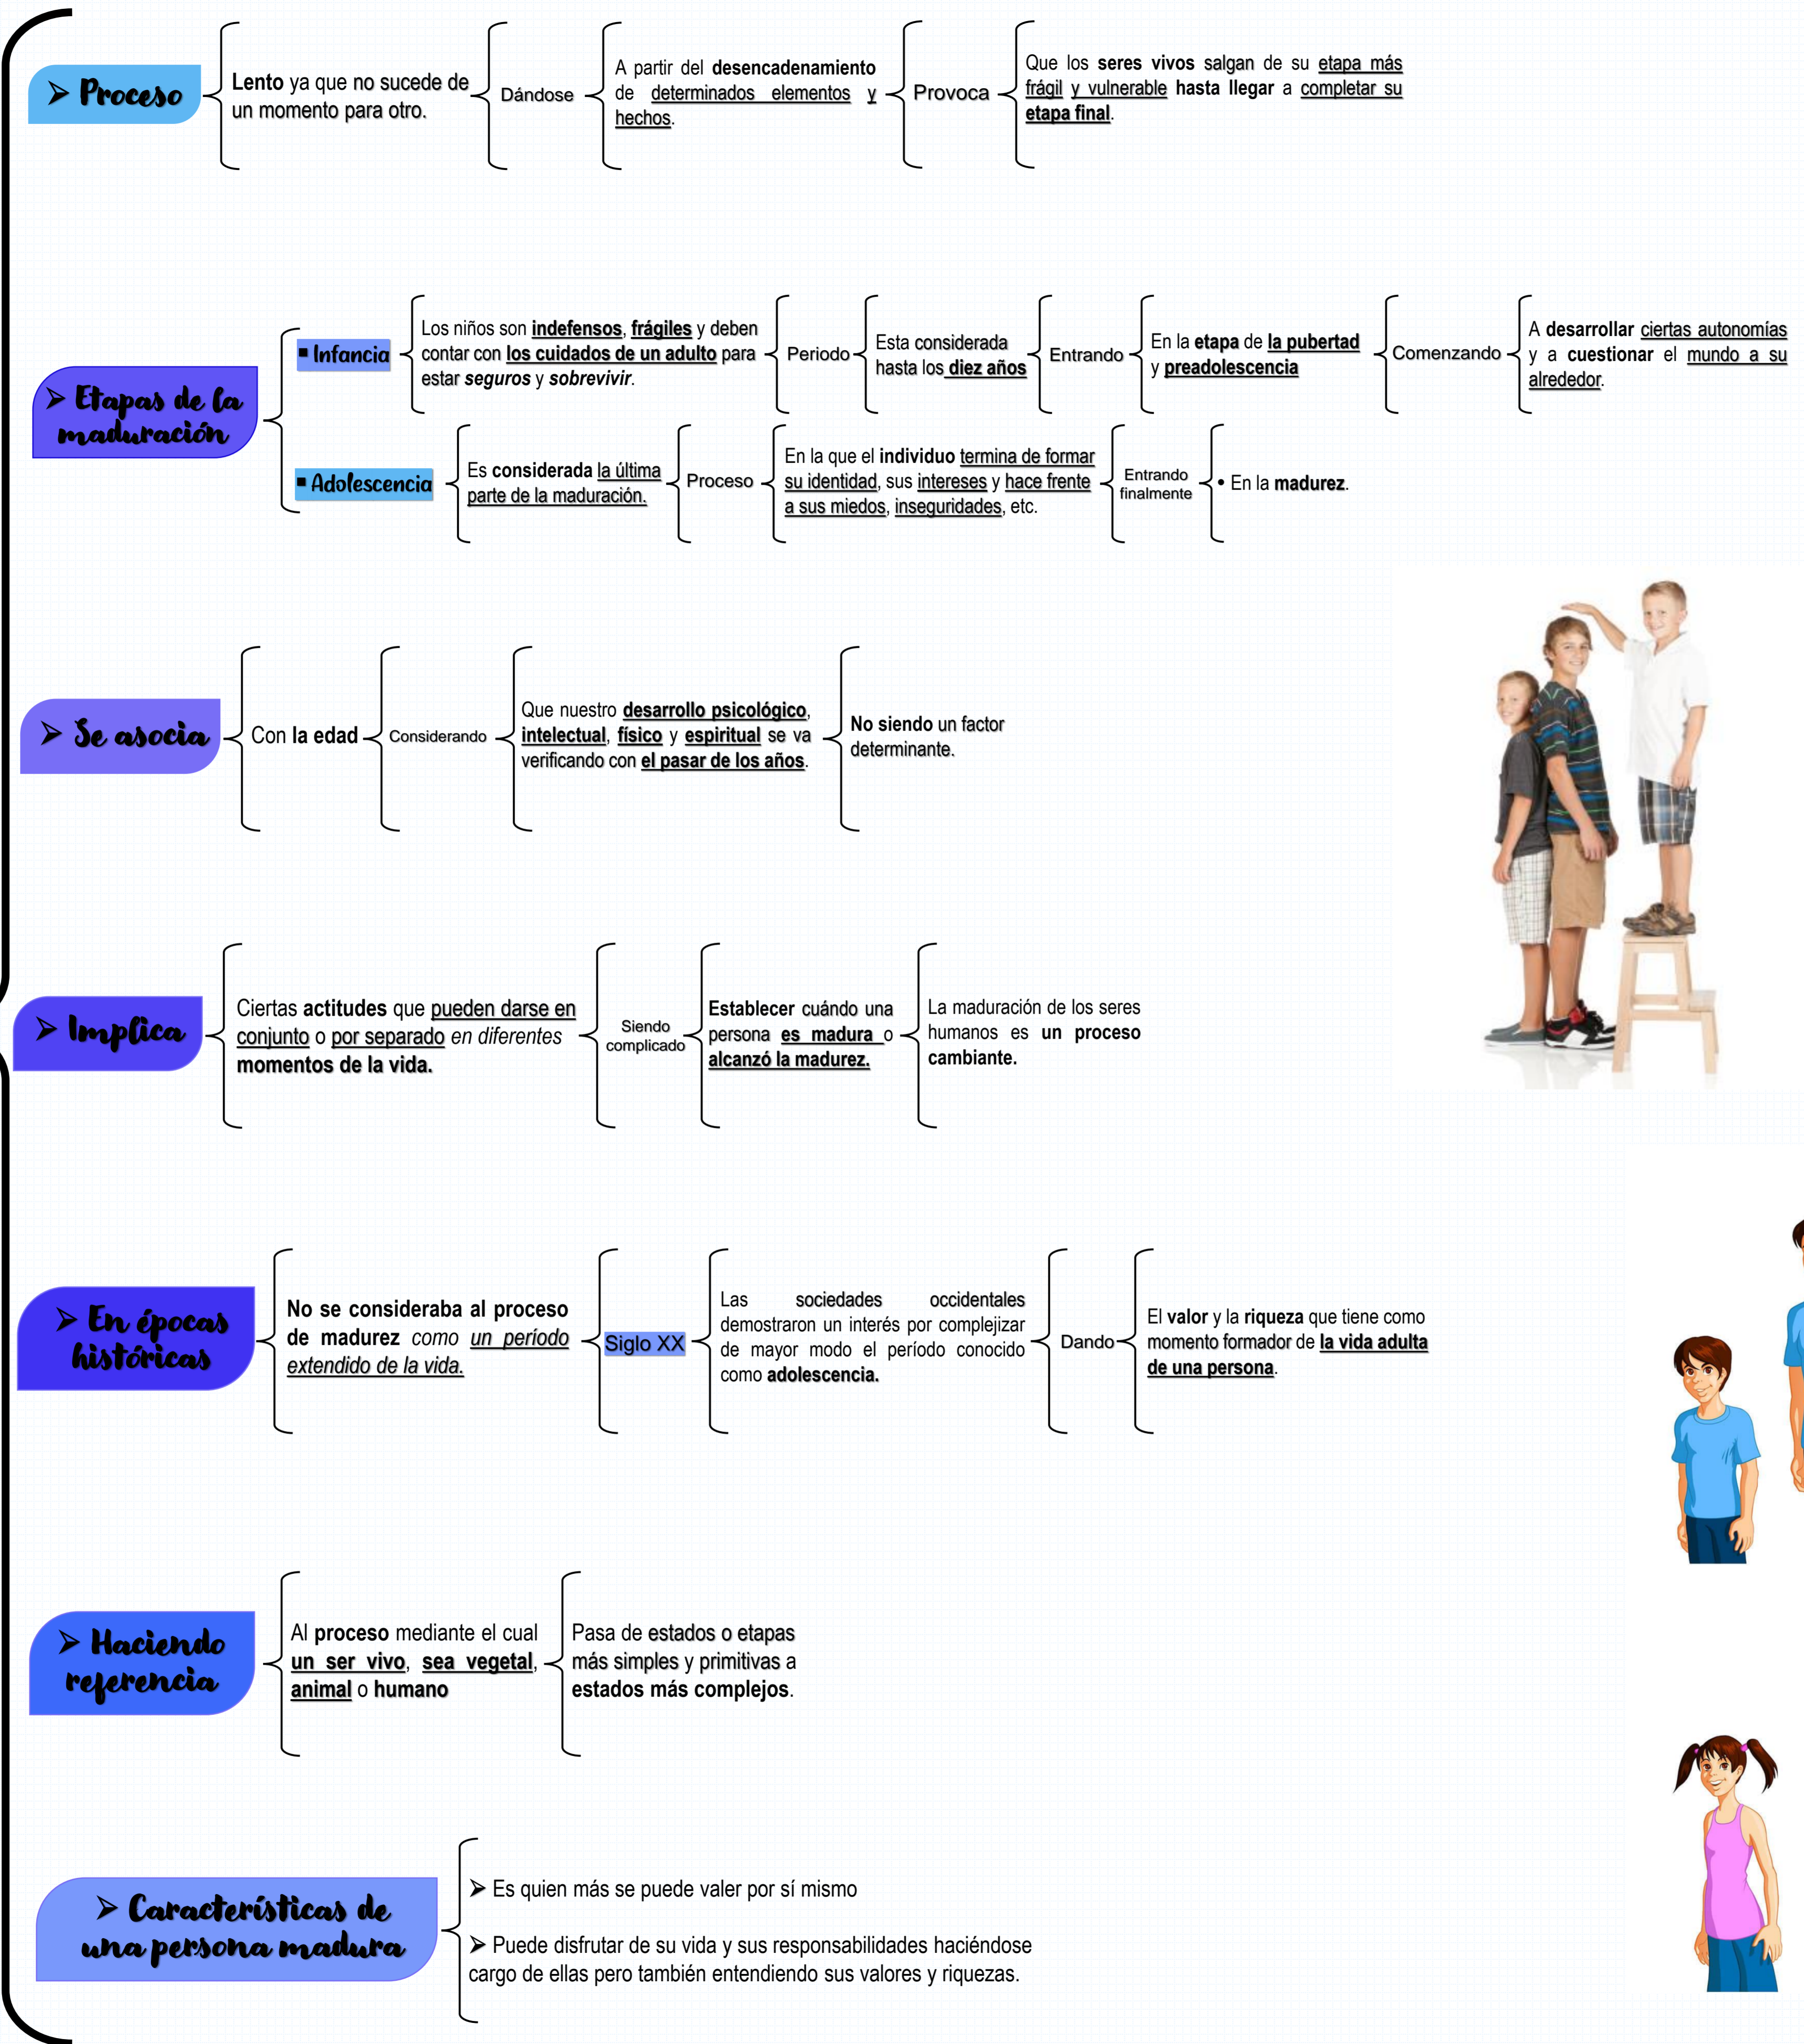 ➢ Proceso
Lento ya que no sucede de
un momento para otro.
Dándose
A partir del desencadenamiento
de determinados elementos y
hechos.
Provoca
Que los seres vivos salgan de su etapa más
frágil y vulnerable hasta llegar a completar su
etapa final.
➢ Etapas de la
maduración
▪ Infancia
Los niños son indefensos, frágiles y deben
contar con los cuidados de un adulto para
estar seguros y sobrevivir.
Periodo
Esta considerada
hasta los diez años
Entrando
En la etapa de la pubertad
y preadolescencia
Comenzando
A desarrollar ciertas autonomías
y a cuestionar el mundo a su
alrededor.
▪ Adolescencia
Es considerada la última
parte de la maduración.
Proceso
En la que el individuo termina de formar
su identidad, sus intereses y hace frente
a sus miedos, inseguridades, etc.
Entrando
finalmente
• En la madurez.
➢ Se asocia
Con la edad
Considerando
Que nuestro desarrollo psicológico,
intelectual, físico y espiritual se va
verificando con el pasar de los años.
No siendo un factor
determinante.
➢ Implica
Ciertas actitudes que pueden darse en
conjunto o por separado en diferentes
momentos de la vida.
Siendo
complicado
Establecer cuándo una
persona es madura o
alcanzó la madurez.
La maduración de los seres
humanos es un proceso
cambiante.
➢ En épocas
históricas
No se consideraba al proceso
de madurez como un período
extendido de la vida.
Siglo XX
Las sociedades occidentales
demostraron un interés por complejizar
de mayor modo el período conocido
como adolescencia.
Dando
El valor y la riqueza que tiene como
momento formador de la vida adulta
de una persona.
➢ Haciendo
referencia
Al proceso mediante el cual
un ser vivo, sea vegetal,
animal o humano
Pasa de estados o etapas
más simples y primitivas a
estados más complejos.
➢ Características de
una persona madura
➢ Es quien más se puede valer por sí mismo
➢ Puede disfrutar de su vida y sus responsabilidades haciéndose
cargo de ellas pero también entendiendo sus valores y riquezas.